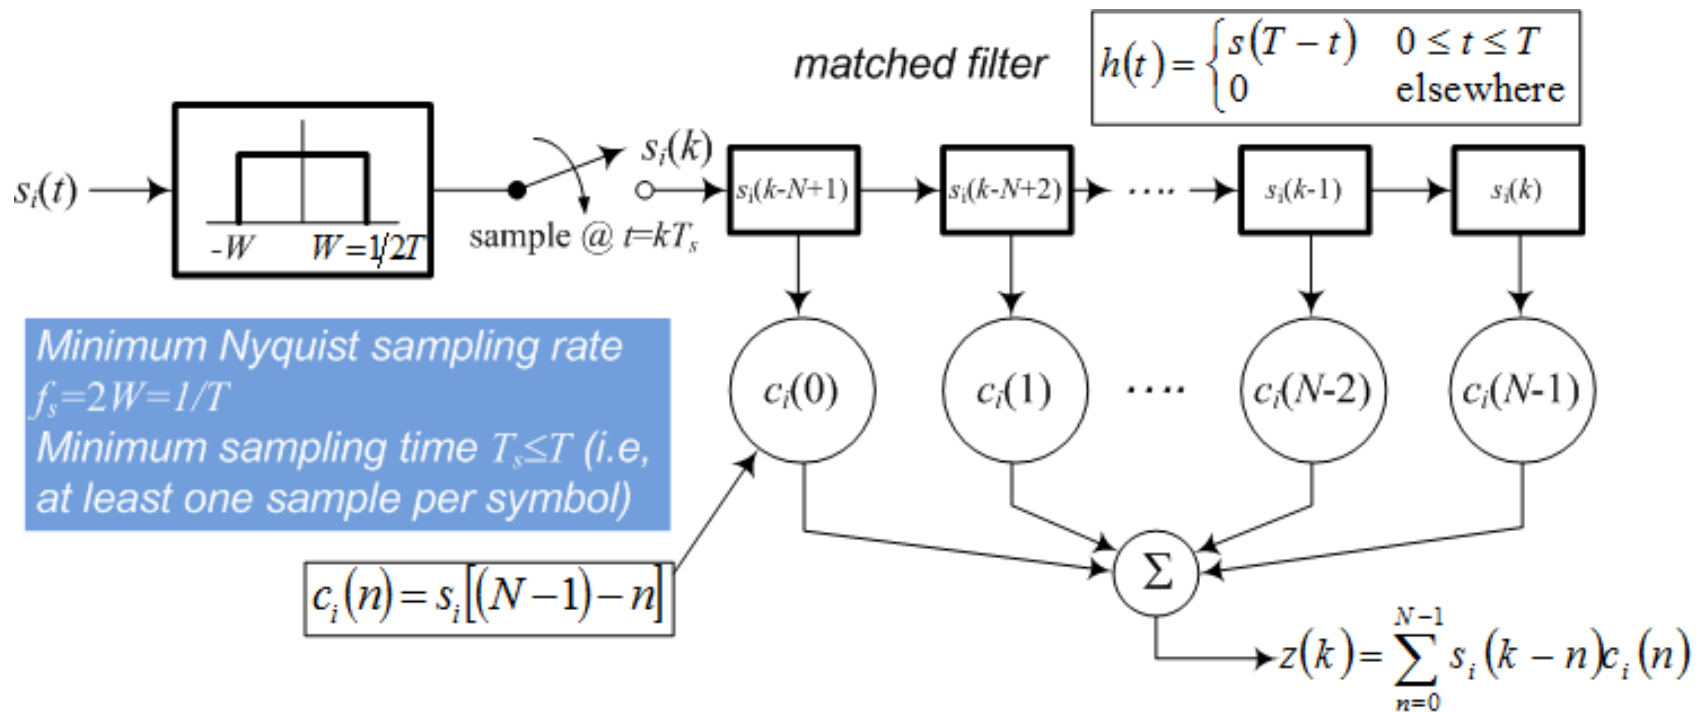 matched filter
h(t) = { s(T − t) 0 ≤ t ≤ T
0 elsewhere
s_i(t)
-W W=1/2T
sample @ t=kT_s
s_i(k)
s_i(k-N+1) s_i(k-N+2) .... s_i(k-1) s_i(k)
Minimum Nyquist sampling rate
f_s=2W=1/T
Minimum sampling time T_s≤T (i.e,
at least one sample per symbol)
c_i(0) c_i(1) .... c_i(N-2) c_i(N-1)
c_i(n) = s_i[(N−1)−n]
Σ
z(k) = \sum_{n=0}^{N-1} s_i(k − n)c_i(n)